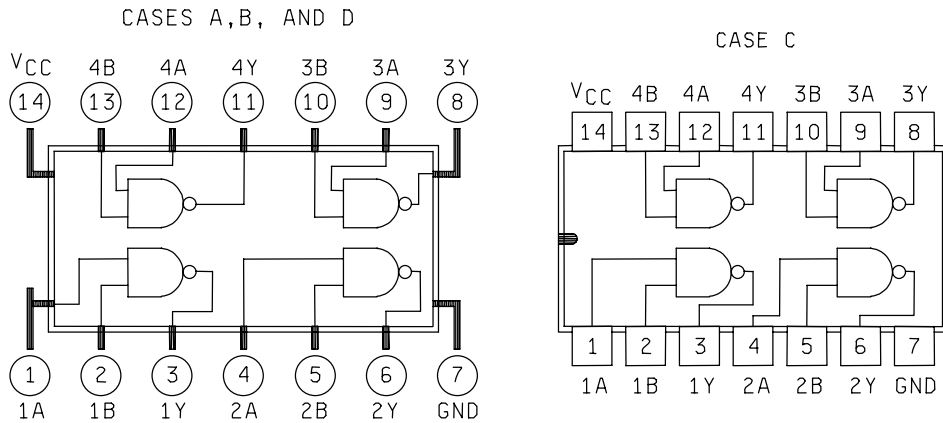 CASES A,B, AND D
VCC 4B 4A 4Y 3B 3A 3Y
14 13 12 11 10 9 8
1 2 3 4 5 6 7
1A 1B 1Y 2A 2B 2Y GND
CASE C
VCC 4B 4A 4Y 3B 3A 3Y
14 13 12 11 10 9 8
1 2 3 4 5 6 7
1A 1B 1Y 2A 2B 2Y GND